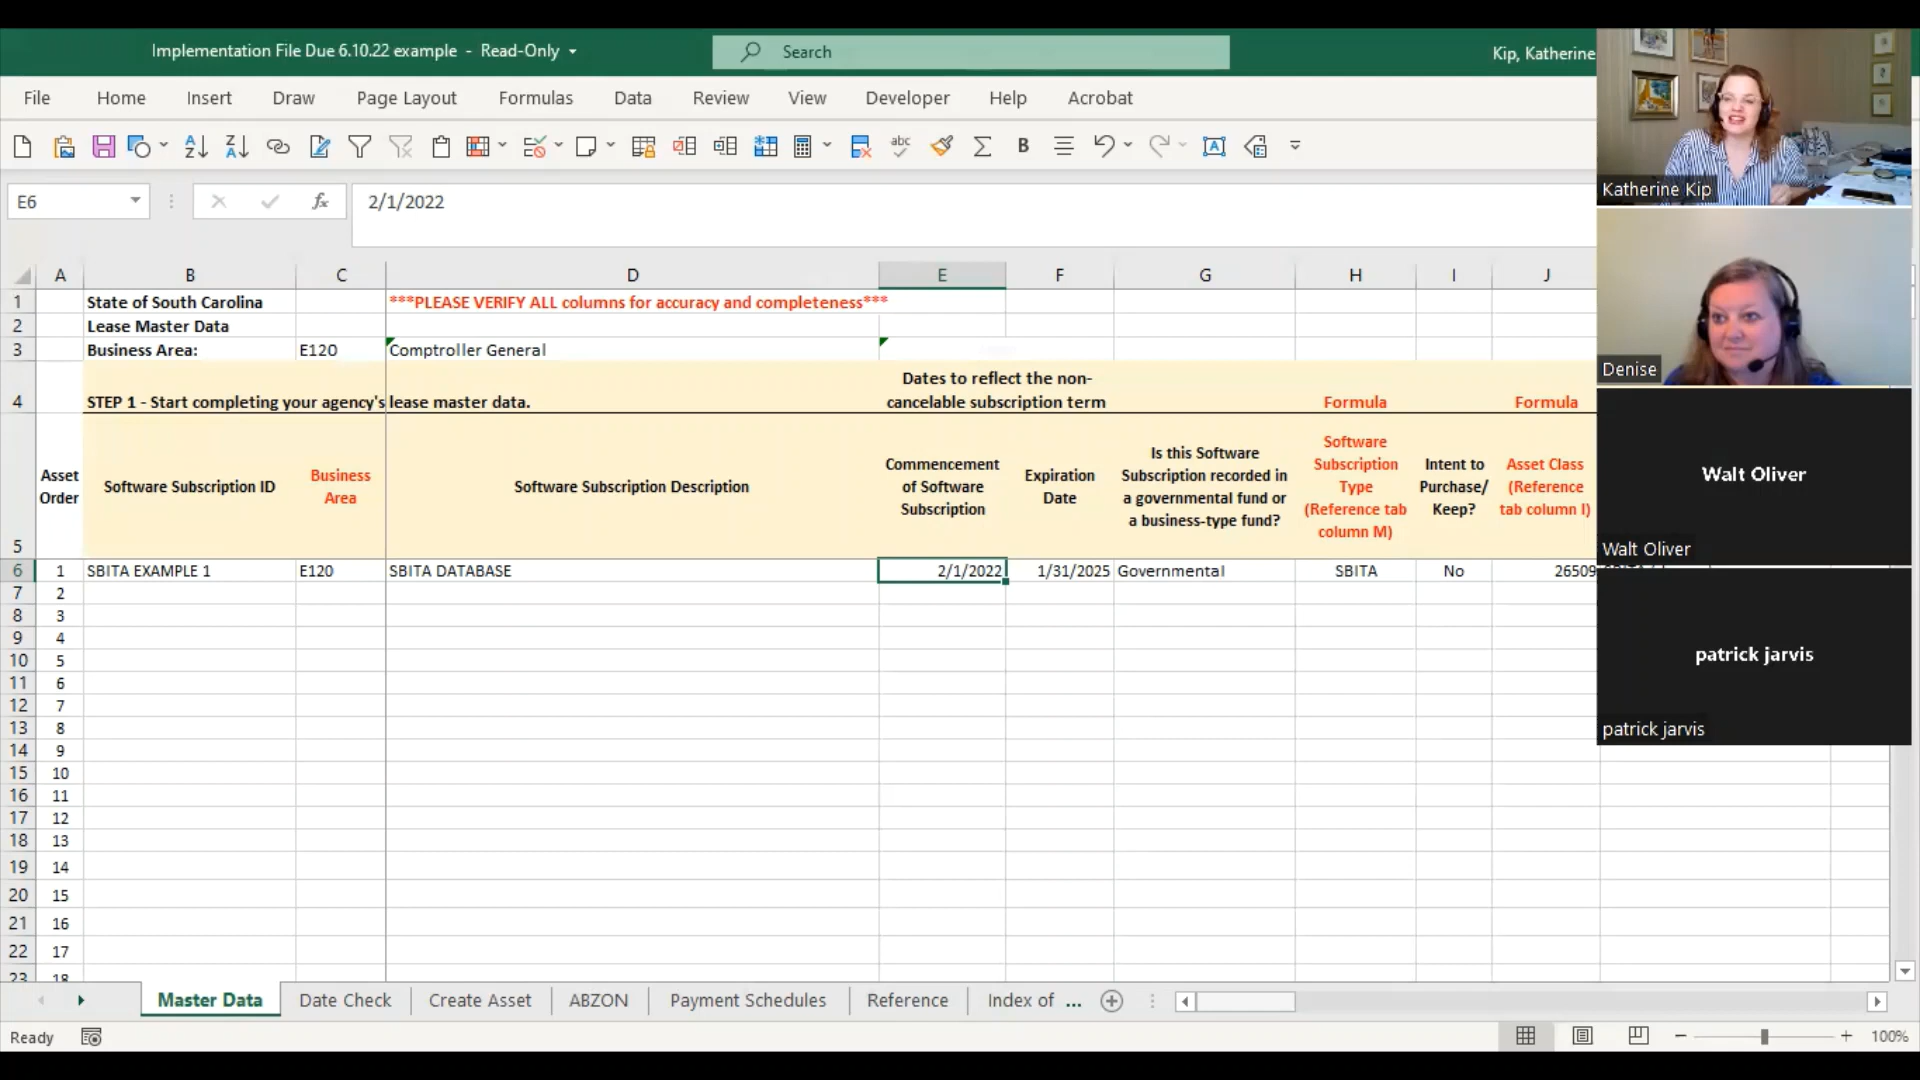 Implementation File Due 6.10.22 example - Read-Only
Search
Kip, Katherine
File Home Insert Draw Page Layout Formulas Data Review View Developer Help Acrobat
E6
fx
2/1/2022
A B C D E F G H I J
1 State of South Carolina ***PLEASE VERIFY ALL columns for accuracy and completeness***
2 Lease Master Data
3 Business Area: E120 Comptroller General
Dates to reflect the non-
cancelable subscription term
4 STEP 1 - Start completing your agency's lease master data.
Formula
Formula
5
Asset
Order
Software Subscription ID
Business
Area
Software Subscription Description
Commencement
of Software
Subscription
Expiration
Date
Is this Software
Subscription recorded in
a governmental fund or
a business-type fund?
Software
Subscription
Type
(Reference tab
column M)
Intent to
Purchase/
Keep?
Asset Class
(Reference
tab column I)
6 1 SBITA EXAMPLE 1 E120 SBITA DATABASE 2/1/2022 1/31/2025 Governmental SBITA No 26509
7 2
8 3
9 4
10 5
11 6
12 7
13 8
14 9
15 10
16 11
17 12
18 13
19 14
20 15
21 16
22 17
23 18
Master Data Date Check Create Asset ABZON Payment Schedules Reference Index of ...
Ready
100%
Katherine Kip
Denise
Walt Oliver
Walt Oliver
patrick jarvis
patrick jarvis